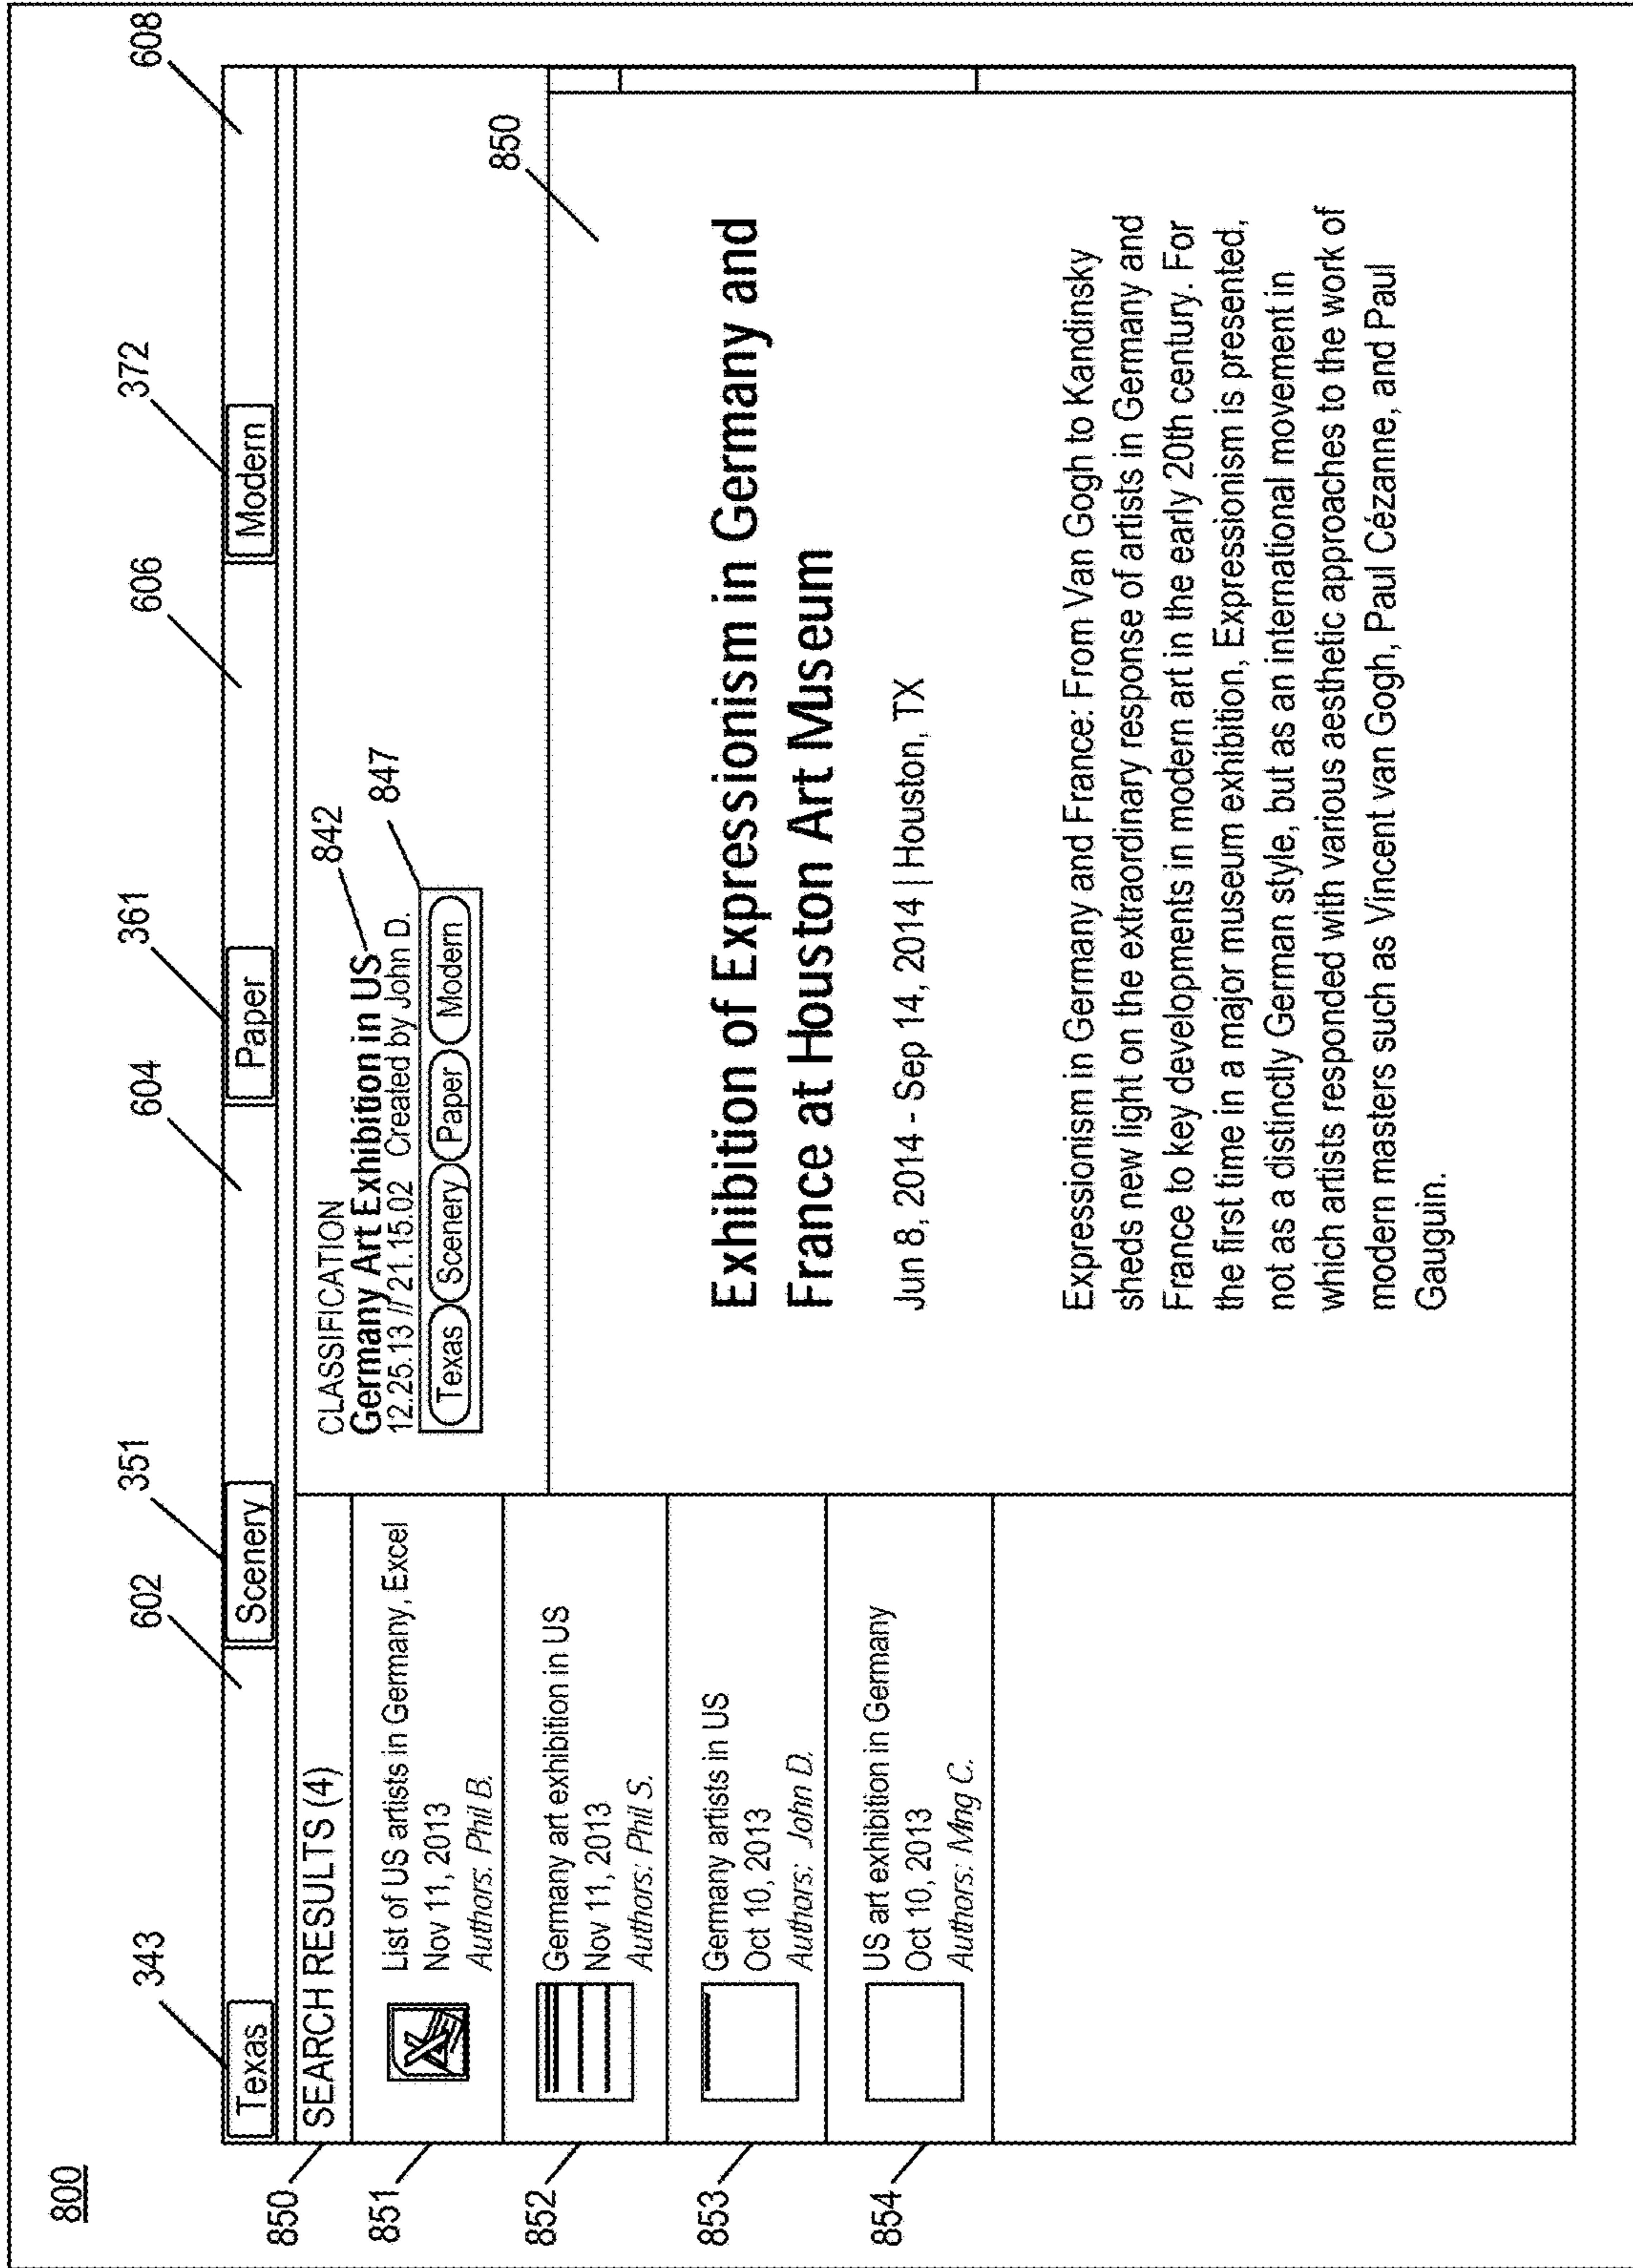 800
343
602
351
604
361
606
372
608
Texas
Scenery
Paper
Modern
850
SEARCH RESULTS (4)
851
List of US artists in Germany, Excel
Nov 11, 2013
Authors: Phil B.
852
Germany art exhibition in US
Nov 11, 2013
Authors: Phil S.
853
Germany artists in US
Oct 10, 2013
Authors: John D.
854
US art exhibition in Germany
Oct 10, 2013
Authors: Mng C.
CLASSIFICATION
842
Germany Art Exhibition in US
12.25.13 // 21.15.02 Created by John D.
847
Texas Scenery Paper Modern
850
Exhibition of Expressionism in Germany and
France at Houston Art Museum
Jun 8, 2014 - Sep 14, 2014 | Houston, TX
Expressionism in Germany and France: From Van Gogh to Kandinsky
sheds new light on the extraordinary response of artists in Germany and
France to key developments in modern art in the early 20th century. For
the first time in a major museum exhibition, Expressionism is presented,
not as a distinctly German style, but as an international movement in
which artists responded with various aesthetic approaches to the work of
modern masters such as Vincent van Gogh, Paul Cézanne, and Paul
Gauguin.